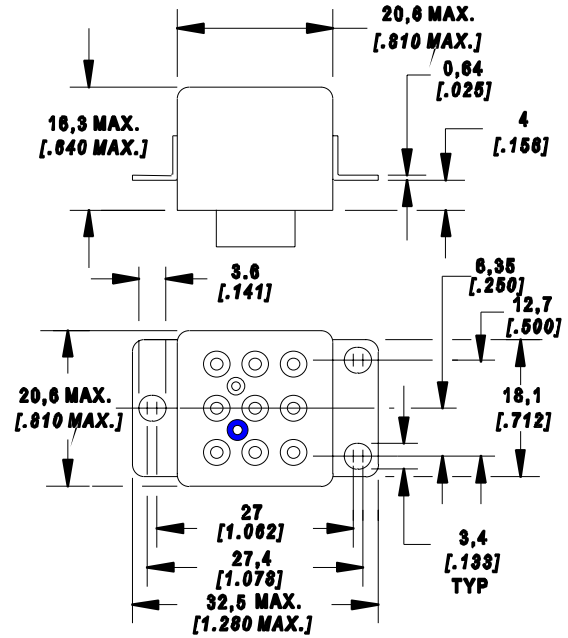 20,6 MAX.
[.810 MAX.]
0,64
[.025]
16,3 MAX.
[.640 MAX.]
4
[.156]
3.6
[.141]
6,35
[.250]
12,7
[.500]
20,6 MAX.
[.810 MAX.]
18,1
[.712]
27
[1.062]
27,4
[1.078]
3,4
[.133]
TYP
32,5 MAX.
[1.280 MAX.]